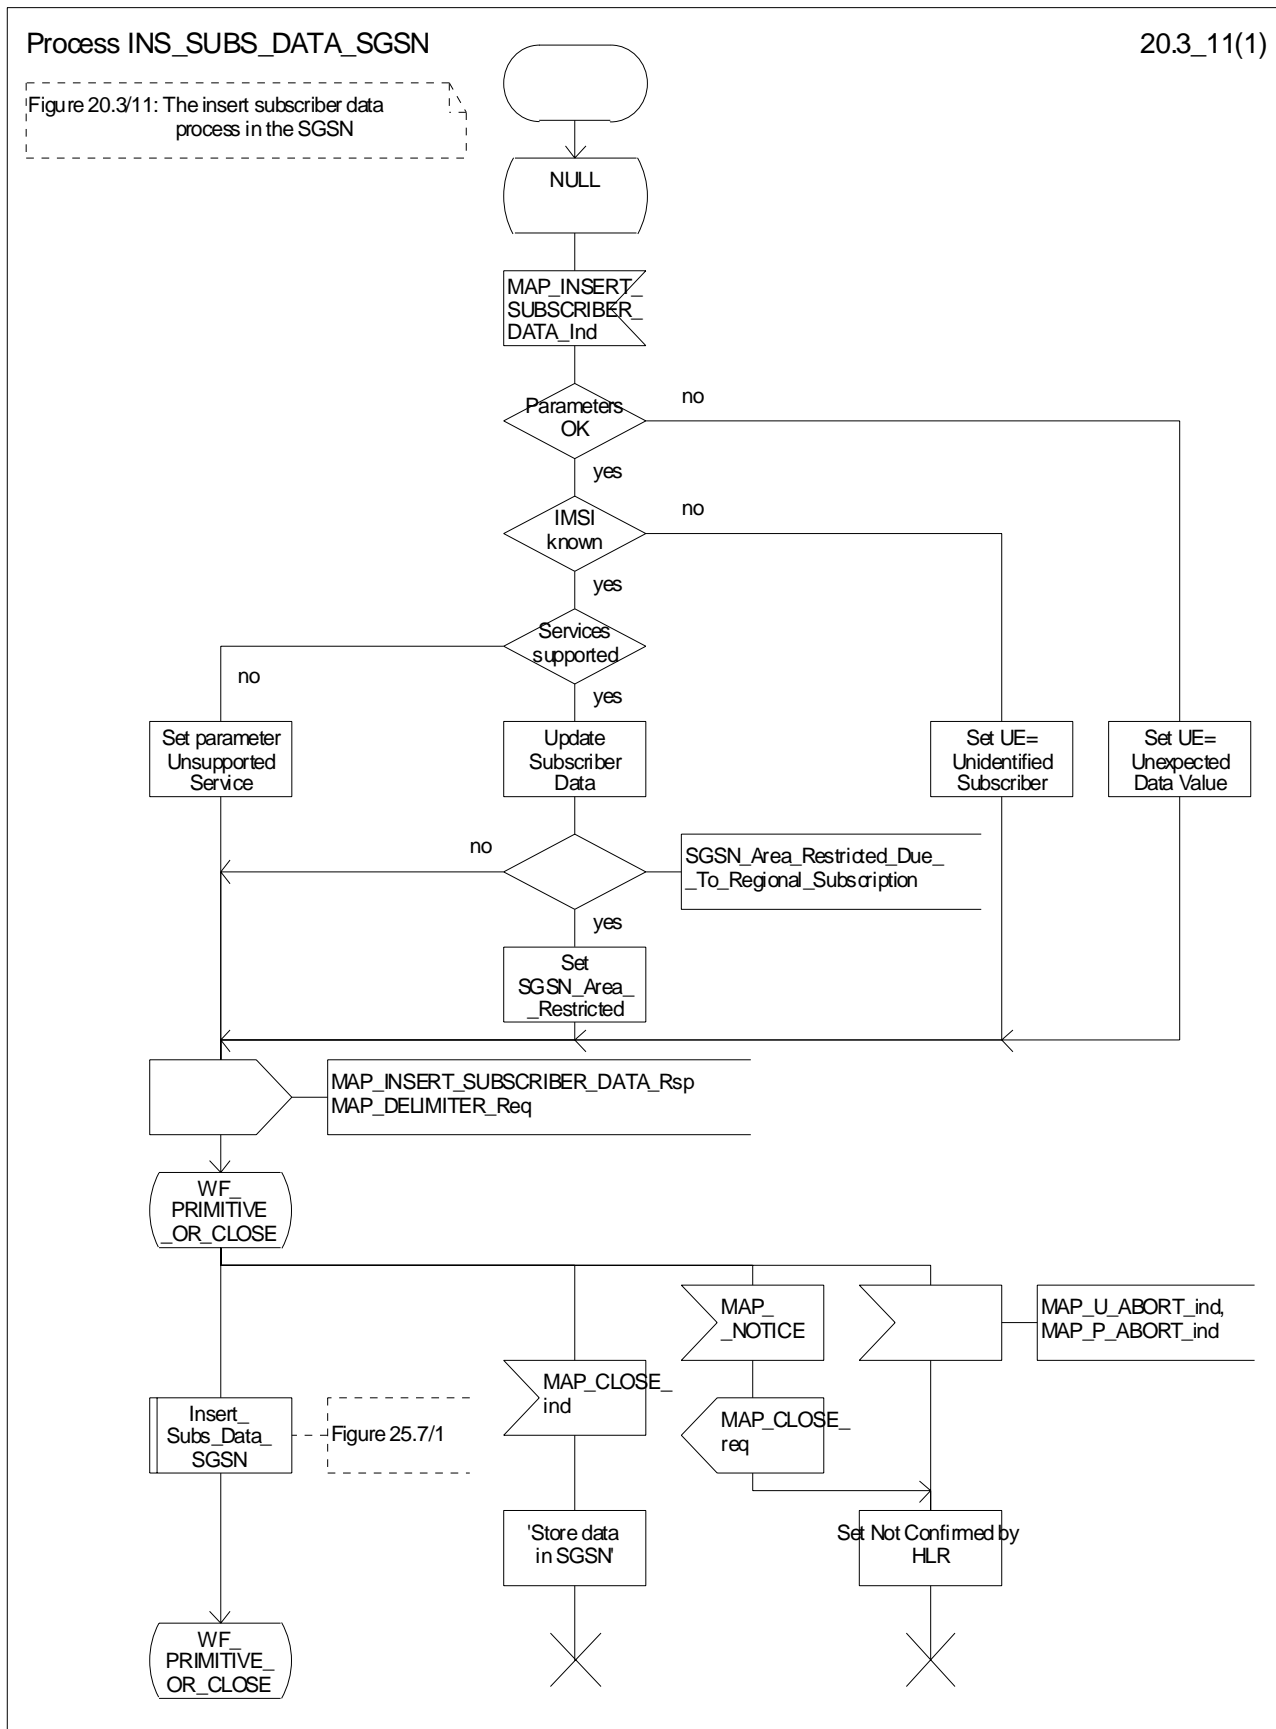 Process INS_SUBS_DATA_SGSN
20.3_11(1)
Figure 20.3/11: The insert subscriber data
process in the SGSN
NULL
MAP_INSERT_
SUBSCRIBER_
DATA_Ind
Parameters
OK
no
yes
IMSI
known
no
yes
Services
supported
no
yes
Set parameter
Unsupported
Service
Update
Subscriber
Data
Set UE=
Unidentified
Subscriber
Set UE=
Unexpected
Data Value
no
SGSN_Area_Restricted_Due_
_To_Regional_Subscription
yes
Set
SGSN_Area_
_Restricted
MAP_INSERT_SUBSCRIBER_DATA_Rsp
MAP_DELIMITER_Req
WF_
PRIMITIVE
_OR_CLOSE
MAP_
_NOTICE
MAP_U_ABORT_ind,
MAP_P_ABORT_ind
MAP_CLOSE_
ind
Insert_
Subs_Data_
SGSN
Figure 25.7/1
MAP_CLOSE_
req
'Store data
in SGSN'
Set Not Confirmed by
HLR
WF_
PRIMITIVE_
OR_CLOSE